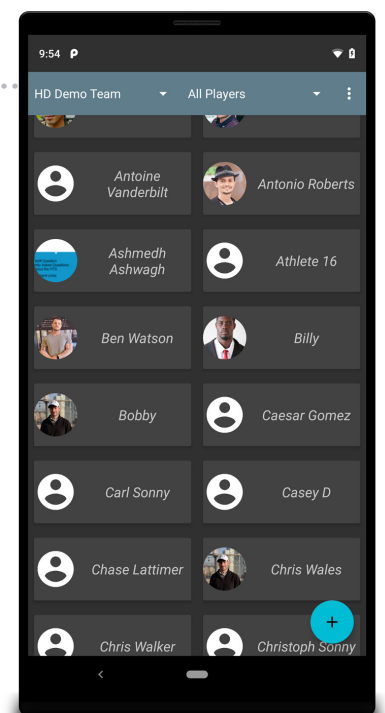 9:54
HD Demo Team
All Players
Antoine
Vanderbilt
Antonio Roberts
Ashmedh
Ashwagh
Athlete 16
Ben Watson
Billy
Bobby
Caesar Gomez
Carl Sonny
Casey D
Chase Lattimer
Chris Wales
Chris Walker
Christoph Sonny